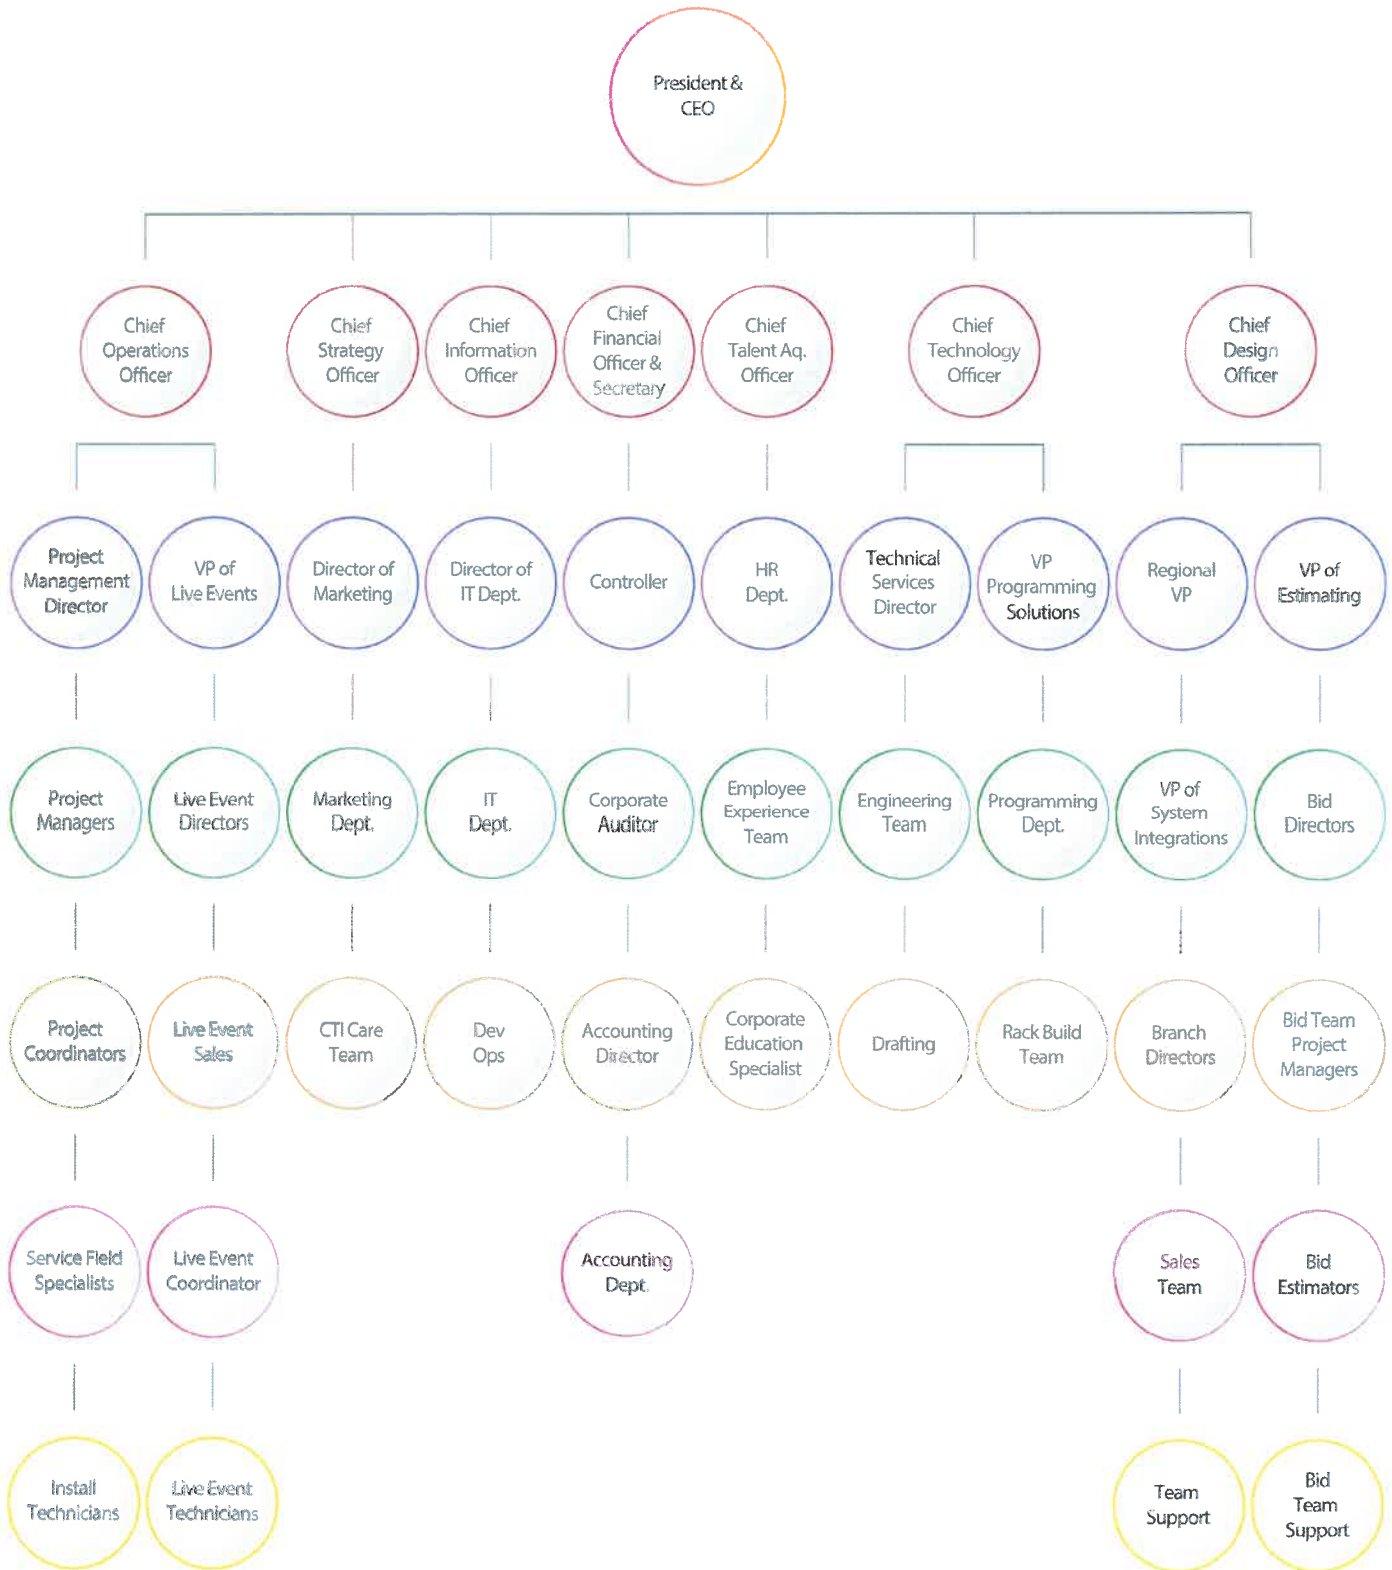 President &
CEO
Chief
Operations
Officer
Chief
Strategy
Officer
Chief
Information
Officer
Chief
Financial
Officer &
Secretary
Chief
Talent Aq.
Officer
Chief
Technology
Officer
Chief
Design
Officer
Project
Management
Director
VP of
Live Events
Director of
Marketing
Director of
IT Dept.
Controller
HR
Dept.
Technical
Services
Director
VP
Programming
Solutions
Regional
VP
VP of
Estimating
Project
Managers
Live Event
Directors
Marketing
Dept.
IT
Dept.
Corporate
Auditor
Employee
Experience
Team
Engineering
Team
Programming
Dept.
VP of
System
Integrations
Bid
Directors
Project
Coordinators
Live Event
Sales
CTI Care
Team
Dev
Ops
Accounting
Director
Corporate
Education
Specialist
Drafting
Rack Build
Team
Branch
Directors
Bid Team
Project
Managers
Service Field
Specialists
Live Event
Coordinator
Accounting
Dept.
Sales
Team
Bid
Estimators
Install
Technicians
Live Event
Technicians
Team
Support
Bid
Team
Support